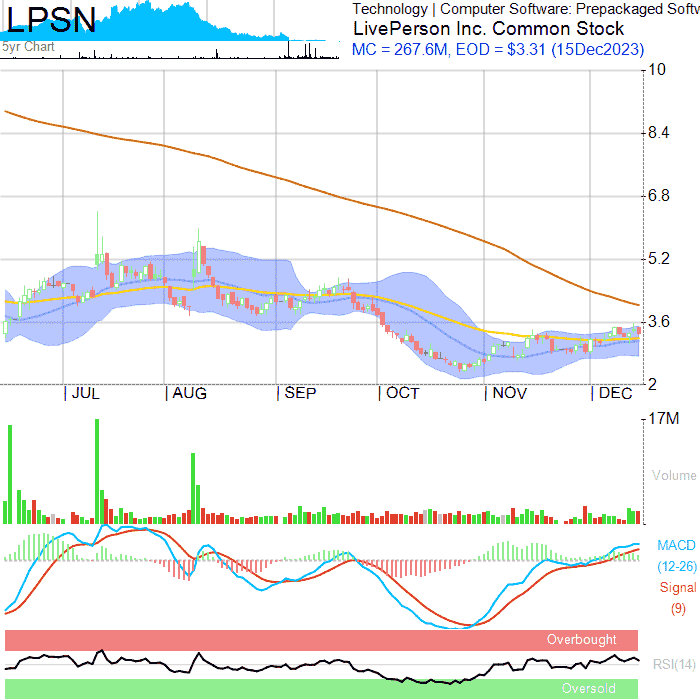 LPSN
5yr Chart
Technology | Computer Software: Prepackaged Softw
LivePerson Inc. Common Stock
MC = 267.6M, EOD = $3.31 (15Dec2023)
10
8.4
6.8
5.2
3.6
2
JUL AUG SEP OCT NOV DEC
17M
Volume
MACD
(12-26)
Signal
(9)
Overbought
RSI(14)
Oversold